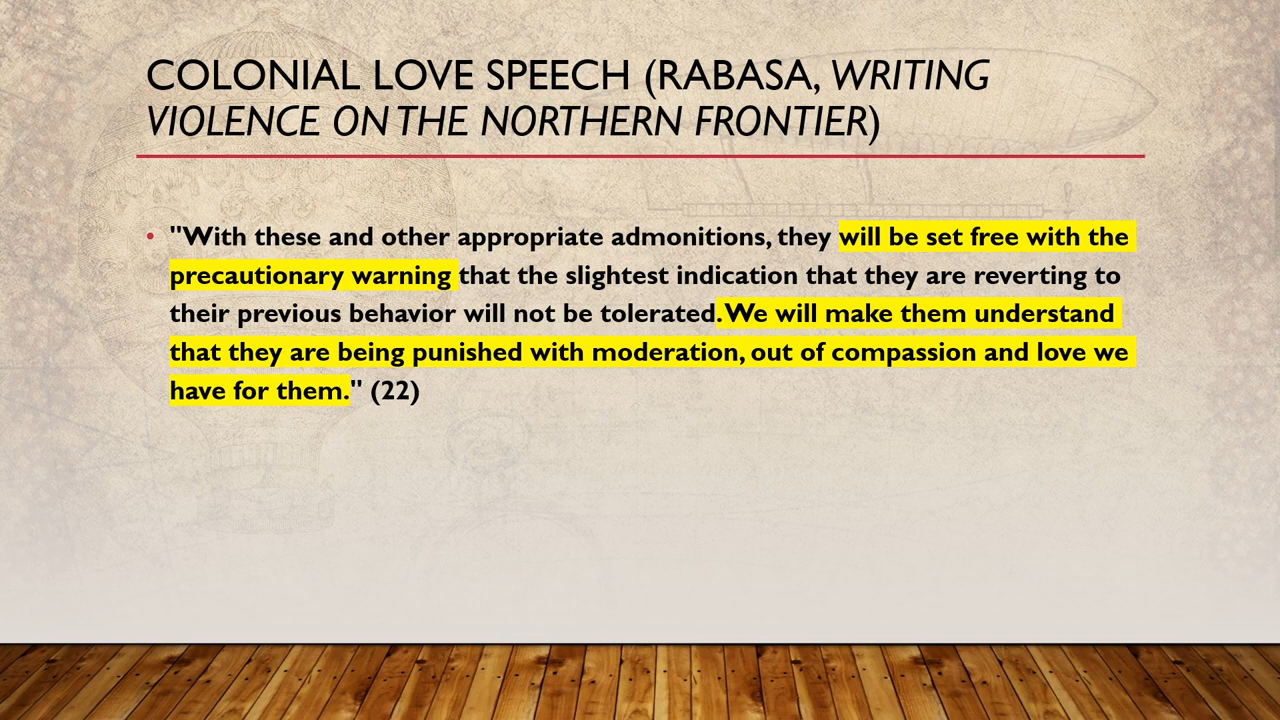 COLONIAL LOVE SPEECH (RABASA, WRITING
VIOLENCE ON THE NORTHERN FRONTIER)
• "With these and other appropriate admonitions, they will be set free with the
precautionary warning that the slightest indication that they are reverting to
their previous behavior will not be tolerated. We will make them understand
that they are being punished with moderation, out of compassion and love we
have for them." (22)